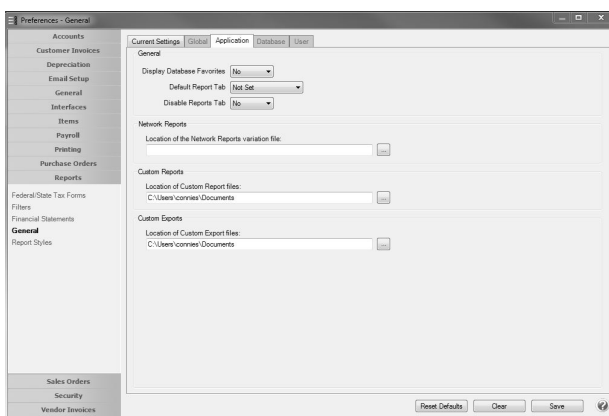 Preferences - General
Accounts
Customer Invoices
Depreciation
Email Setup
General
Interfaces
Items
Payroll
Printing
Purchase Orders
Reports
Federal/State Tax Forms
Filters
Financial Statements
General
Report Styles
Sales Orders
Security
Vendor Invoices
Current Settings Global Application Database User
General
Display Database Favorites No
Default Report Tab Not Set
Disable Reports Tab No
Network Reports
Location of the Network Reports variation file:
...
Custom Reports
Location of Custom Report files:
C:\Users\connies\Documents ...
Custom Exports
Location of Custom Export files:
C:\Users\connies\Documents ...
Reset Defaults Clear Save ?